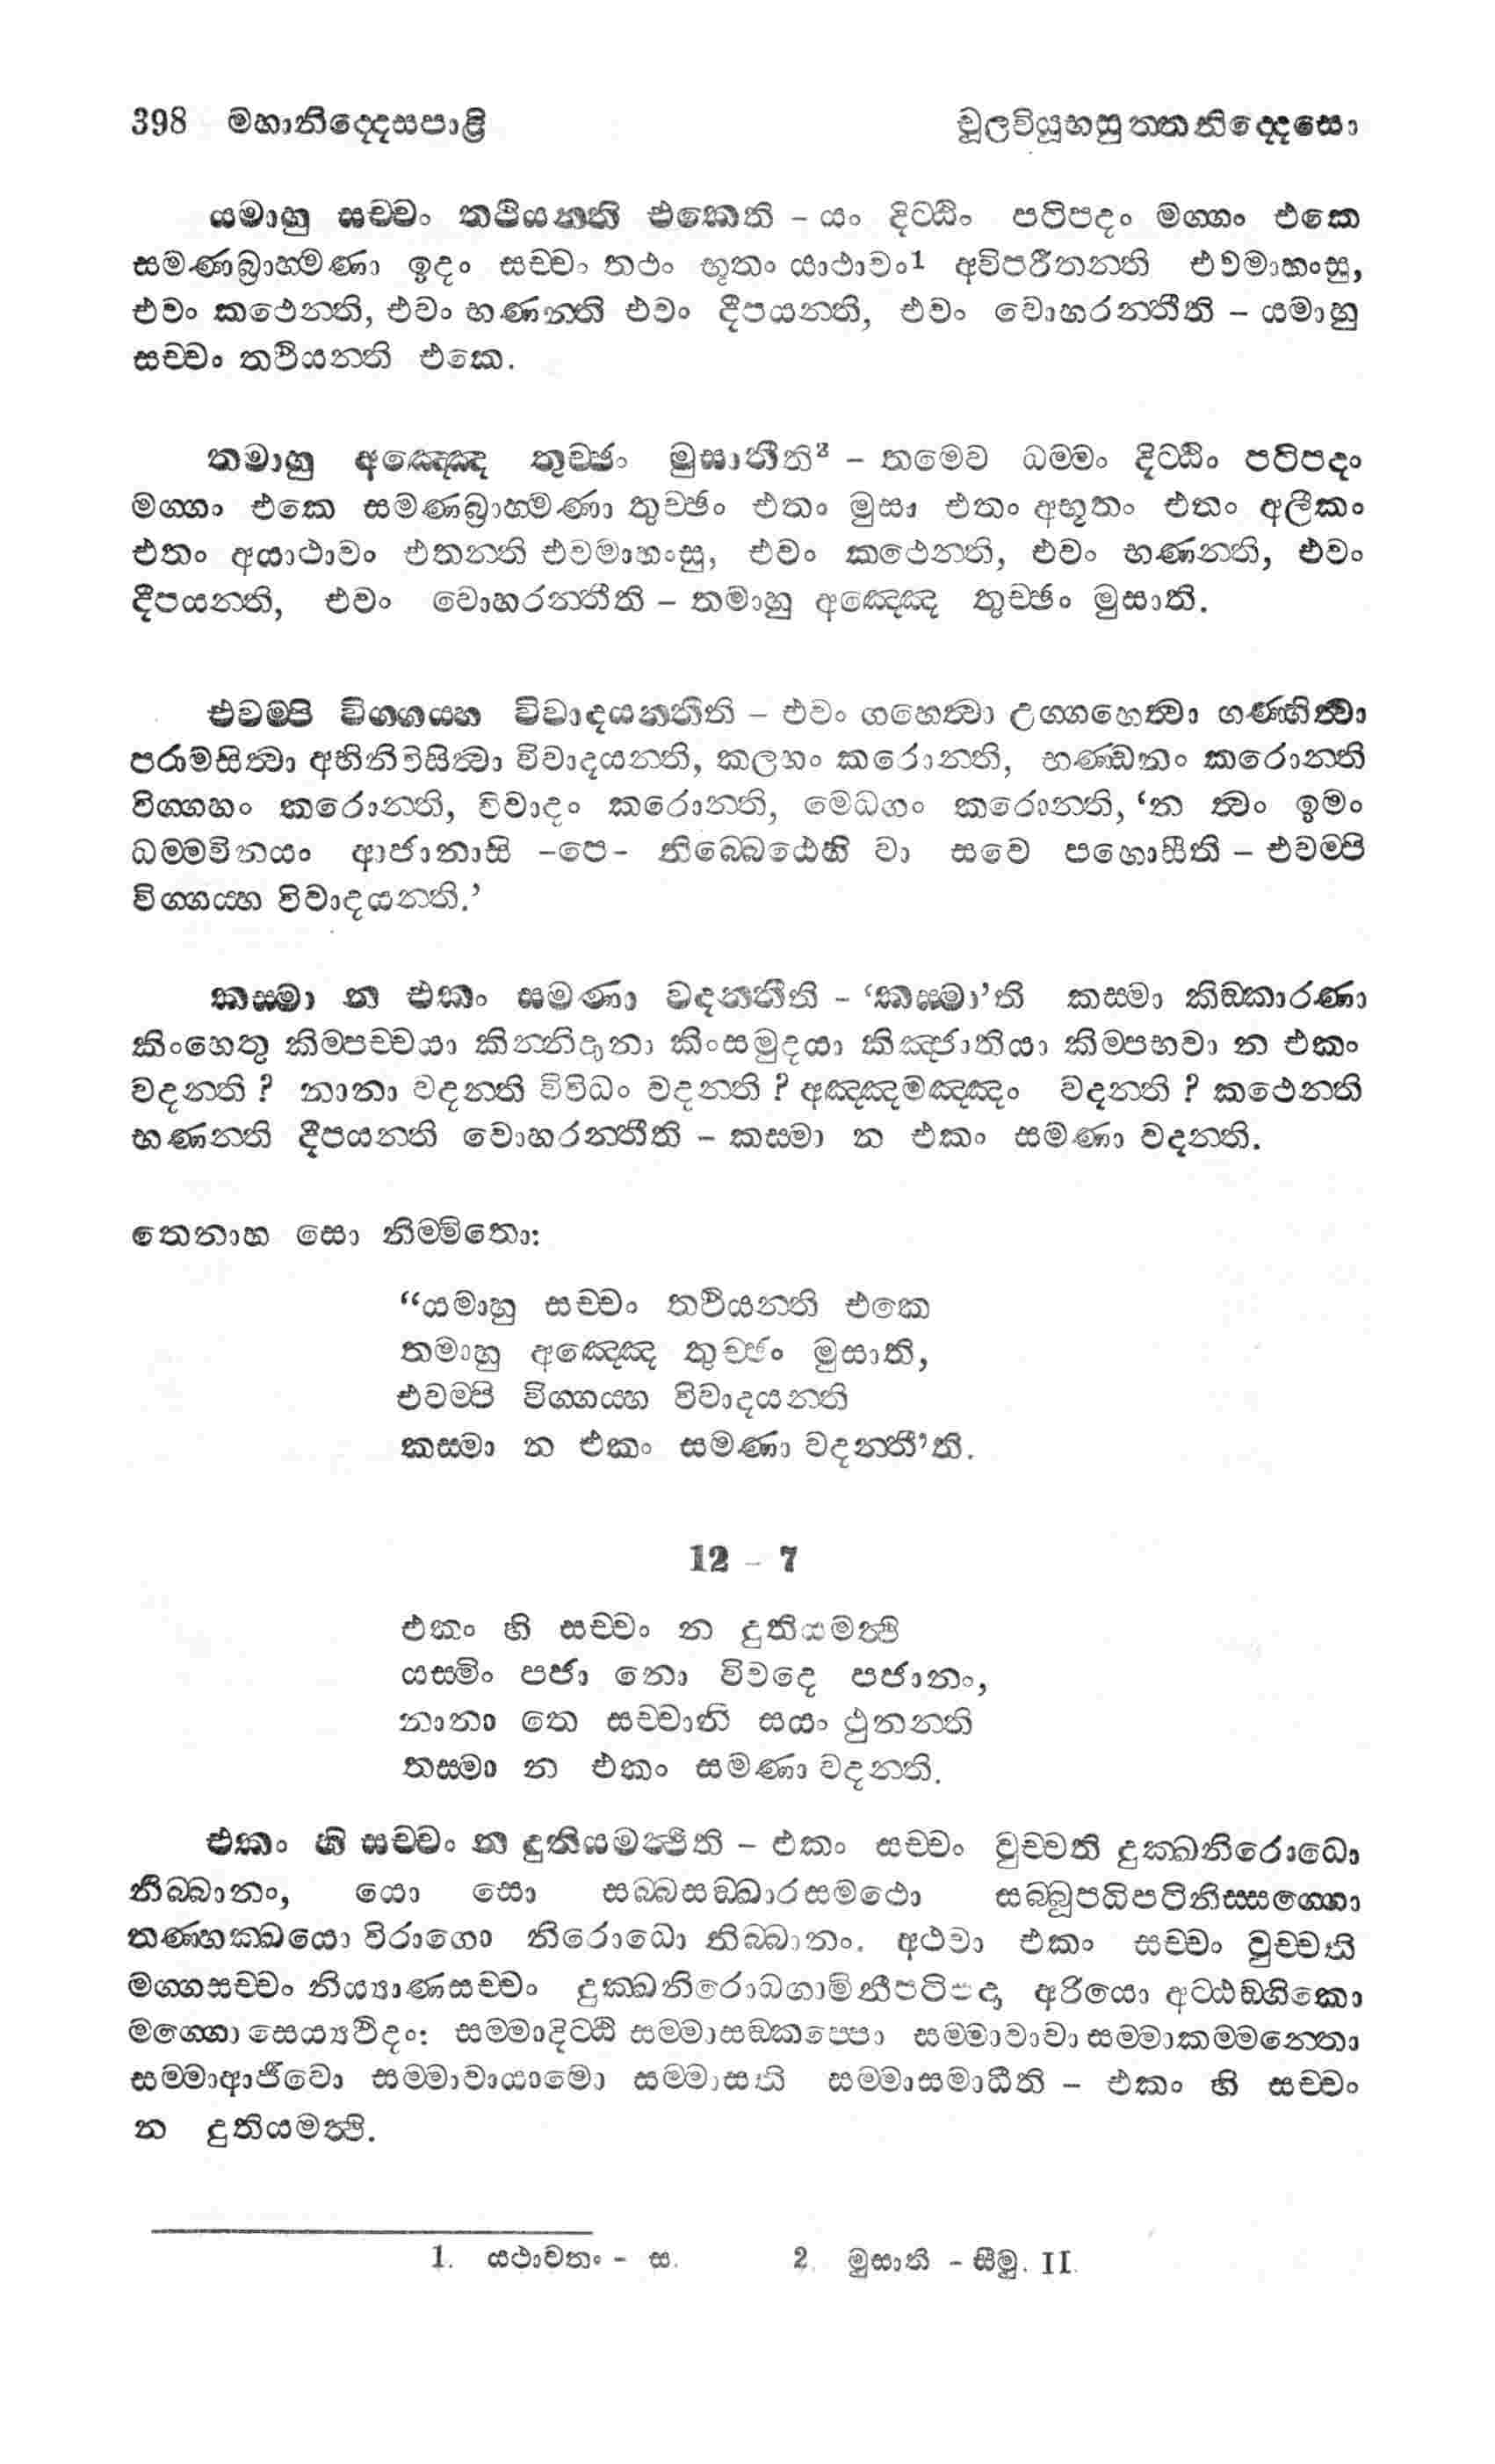 398 මහානිද්දෙසපාළි චූලවියූහසුත්තනිද්දෙසො
යමාහු සච්චං තථියන්ති එකෙති – යං දිට්ඨිං පටිපදං මග්ගං එකෙ
සමණබ්‍රාහ්මණා ඉදං සච්චං තථං භූතං යාථාවං1 අවිපරීතන්ති එවමාහංසු,
එවං කථෙන්ති, එවං භණන්ති එවං දීපයන්ති, එවං වොහරන්තීති – යමාහු
සච්චං තථියන්ති එකෙ.
තමාහු අඤ්ඤෙ තුච්ඡං මුසාතීති2 – තමෙව ධම්මං දිට්ඨිං පටිපදං
මග්ගං එකෙ සමණබ්‍රාහ්මණා තුච්ඡං එතං මුසා එතං අභූතං එතං අලීකං
එතං අයාථාවං එතන්ති එවමාහංසු, එවං කථෙන්ති, එවං භණන්ති, එවං
දීපයන්ති, එවං වොහරන්තීති – තමාහු අඤ්ඤෙ තුච්ඡං මුසාති.
එවම්පි විග්ගය්හ විවාදයන්තීති – එවං ගහෙත්‍වා උග්ගහෙත්‍වා ගණ්හිත්‍වා
පරාමසිත්‍වා අභිනිවිසිත්‍වා විවාදයන්ති, කලහං කරොන්ති, භණ්ඩනං කරොන්ති
විග්ගහං කරොන්ති, විවාදං කරොන්ති, මෙධගං කරොන්ති, ‘න ත්‍වං ඉමං
ධම්මවිනයං ආජානාසි –පෙ– නිබ්බෙඨෙහි වා සවෙ පහොසීති – එවම්පි
විග්ගය්හ විවාදයන්ති.’
කස්මා න එකං සමණා වදන්තීති – ‘කස්මා’ති කස්මා කිඞ්කාරණා
කිංහෙතු කිම්පච්චයා කින්නිදානා කිංසමුදයා කිඤ්ජාතියා කිම්පභවා න එකං
වදන්ති ? නානා වදන්ති විවිධං වදන්ති ? අඤ්ඤමඤ්ඤං වදන්ති ? කථෙන්ති
භණන්ති දීපයන්ති වොහරන්තීති – කස්මා න එකං සමණා වදන්ති.
තෙනාහ සො නිම්මිතො:
“යමාහු සච්චං තථියන්ති එකෙ
තමාහු අඤ්ඤෙ තුච්ඡං මුසාති,
එවම්පි විග්ගය්හ විවාදයන්ති
කස්මා න එකං සමණා වදන්තී’ති.
12 – 7
එකං හි සච්චං න දුතියමත්‍ථි
යස්මිං පජා නො විවදෙ පජානං,
නානා තෙ සච්චානි සයං ථුනන්ති
තස්මා න එකං සමණා වදන්ති.
එකං හි සච්චං න දුතියමත්‍ථීති – එකං සච්චං වුච්චති දුක්ඛනිරොධො
නිබ්බානං, යො සො සබ්බසඞ්ඛාරසමථො සබ්බූපධිපටිනිස්සග්ගො
තණ්හක්ඛයො විරාගො නිරොධො නිබ්බානං. අථවා එකං සච්චං වුච්චති
මග්ගසච්චං නිය්‍යාණසච්චං දුක්ඛනිරොධගාමිනීපටිපදා, අරියො අට්ඨඞ්ගිකො
මග්ගො සෙය්‍යථිදං: සම්මාදිට්ඨි සම්මාසඞ්කප්පො සම්මාවාචා සම්මාකම්මන්තො
සම්මාආජීවො සම්මාවායාමො සම්මාසති සම්මාසමාධීති – එකං හි සච්චං
න දුතියමත්‍ථි.
1. යථාවතං – ස. 2. මුසාති – සීමු. II.